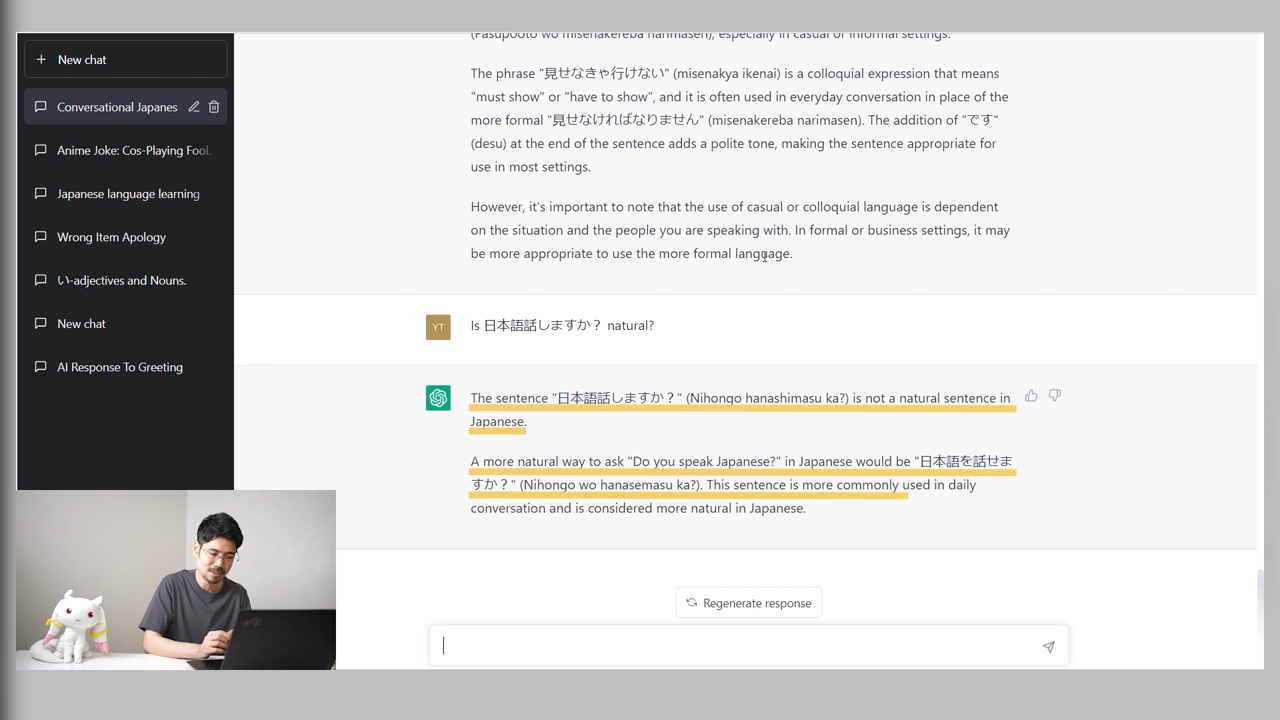 New chat
Conversational Japanes
Anime Joke: Cos-Playing Fool.
Japanese language learning
Wrong Item Apology
い-adjectives and Nouns.
New chat
AI Response To Greeting
(Pasupooto wo misenakereba narimasen), especially in casual or informal settings.
The phrase "見せなきゃ行けない" (misenakya ikenai) is a colloquial expression that means
"must show" or "have to show", and it is often used in everyday conversation in place of the
more formal "見せなければなりません" (misenakereba narimasen). The addition of "です"
(desu) at the end of the sentence adds a polite tone, making the sentence appropriate for
use in most settings.
However, it's important to note that the use of casual or colloquial language is dependent
on the situation and the people you are speaking with. In formal or business settings, it may
be more appropriate to use the more formal language.
YT
Is 日本語話しますか？ natural?
The sentence "日本語話しますか？" (Nihongo hanashimasu ka?) is not a natural sentence in
Japanese.
A more natural way to ask "Do you speak Japanese?" in Japanese would be "日本語を話せま
すか？" (Nihongo wo hanasemasu ka?). This sentence is more commonly used in daily
conversation and is considered more natural in Japanese.
Regenerate response